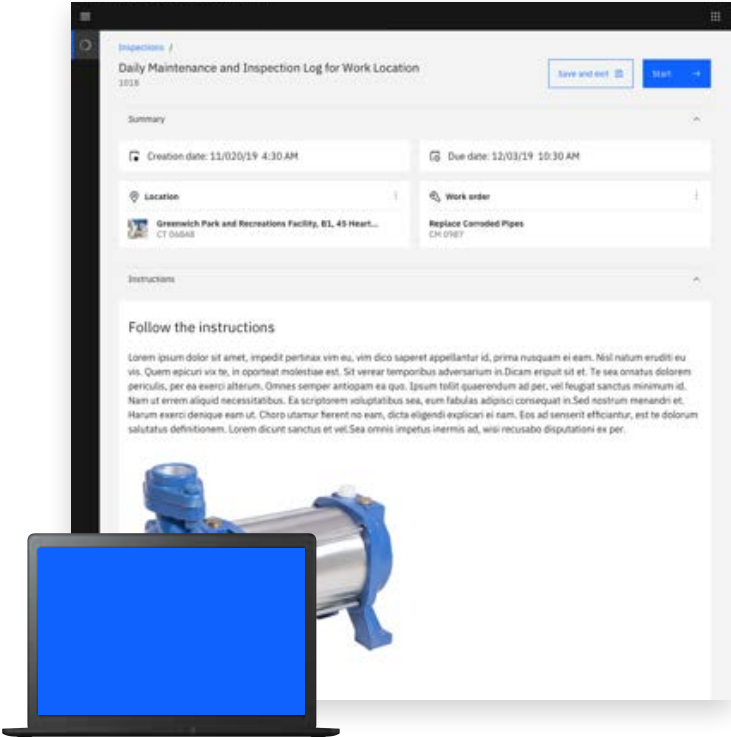 Inspections /
Daily Maintenance and Inspection Log for Work Location
1018
Save and exit
Start
Summary
Creation date: 11/020/19 4:30 AM
Due date: 12/03/19 10:30 AM
Location
Work order
Greenwich Park and Recreations Facility, B1, 45 Heart...
CT 06848
Replace Corroded Pipes
CM 0987
Instructions
Follow the instructions
Lorem ipsum dolor sit amet, impedit pertinax vim eu, vim dico saperet appellantur id, prima nusquam ei eam. Nisl natum eruditi eu
vis. Quem epicuri vix te, in oporteat molestiae est. Sit verear temporibus adversarium in.Dicam eripuit sit et. Te sea ornatus dolorem
periculis, per ea exerci alterum. Omnes semper antiopam ea quo. Ipsum tollit quaerendum ad per, vel feugiat sanctus minimum id.
Nam ut errem aliquid necessitatibus. Ea scriptorem voluptatibus sea, eum fabulas adipisci consequat in.Sed nostrum menandri et.
Harum exerci denique eam ut. Choro utamur fierent no eam, dicta eligendi explicari ei nam. Eos ad senserit efficiantur, est te dolorum
salutatus definitionem. Lorem dicunt sanctus et vel.Sea omnis impetus inermis ad, wisi recusabo disputationi ex per.